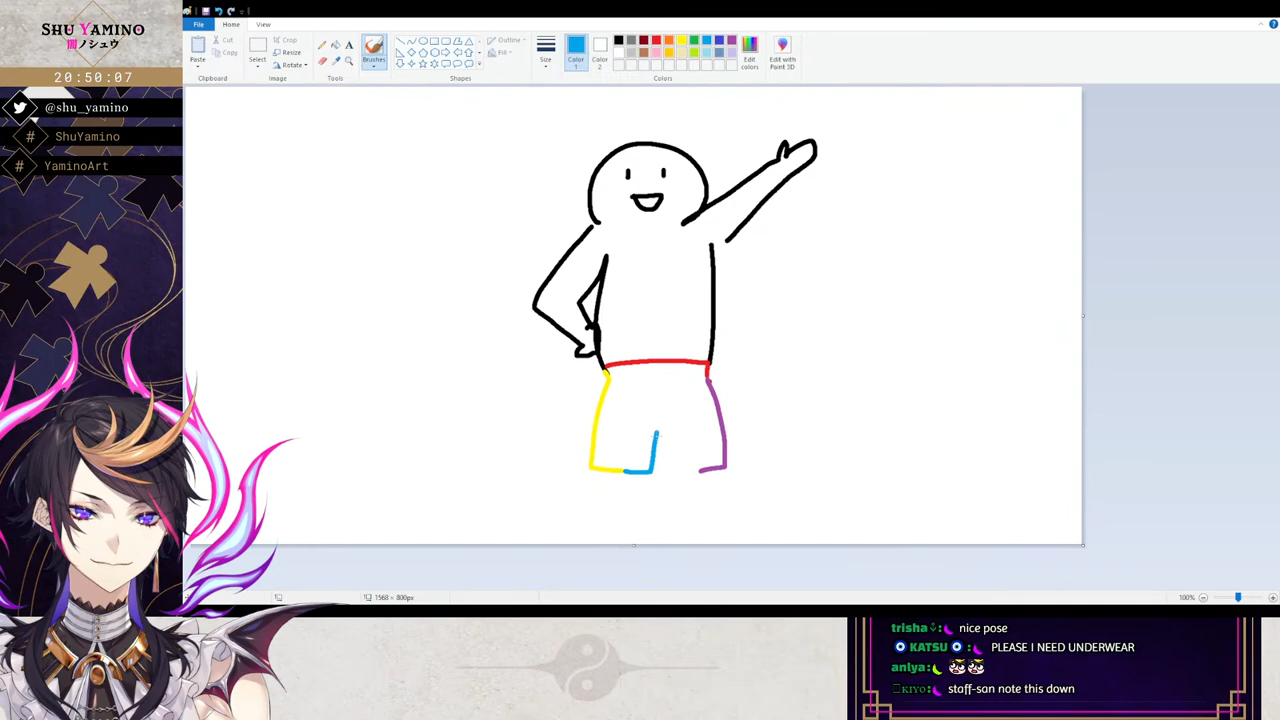 SHU YAMINO
闇ノシュウ
20:50:07
@shu_yamino
# ShuYamino
# YaminoArt
File Home View
Paste
Cut
Copy
Clipboard
Select
Crop
Resize
Rotate
Image
A
Tools
Brushes
Outline
Fill
Shapes
Size
Color 1
Color 2
Edit colors
Colors
Edit with Paint 3D
1568 × 800px
100%
trisha: nice pose
KATSU: PLEASE I NEED UNDERWEAR
anlya:
KIYO: staff-san note this down